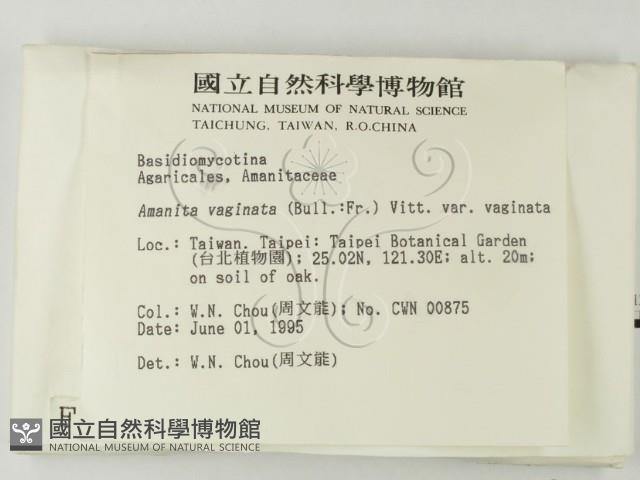 國立自然科學博物館
NATIONAL MUSEUM OF NATURAL SCIENCE
TAICHUNG, TAIWAN, R.O.CHINA
Basidiomycotina
Agaricales, Amanitaceae
Amanita vaginata (Bull.:Fr.) Vitt. var. vaginata
Loc.: Taiwan. Taipei: Taipei Botanical Garden
(台北植物園); 25.02N, 121.30E; alt. 20m;
on soil of oak.
Col.: W.N. Chou(周文能); No. CWN 00875
Date: June 01, 1995
Det.: W.N. Chou(周文能)
F
國立自然科學博物館
NATIONAL MUSEUM OF NATURAL SCIENCE